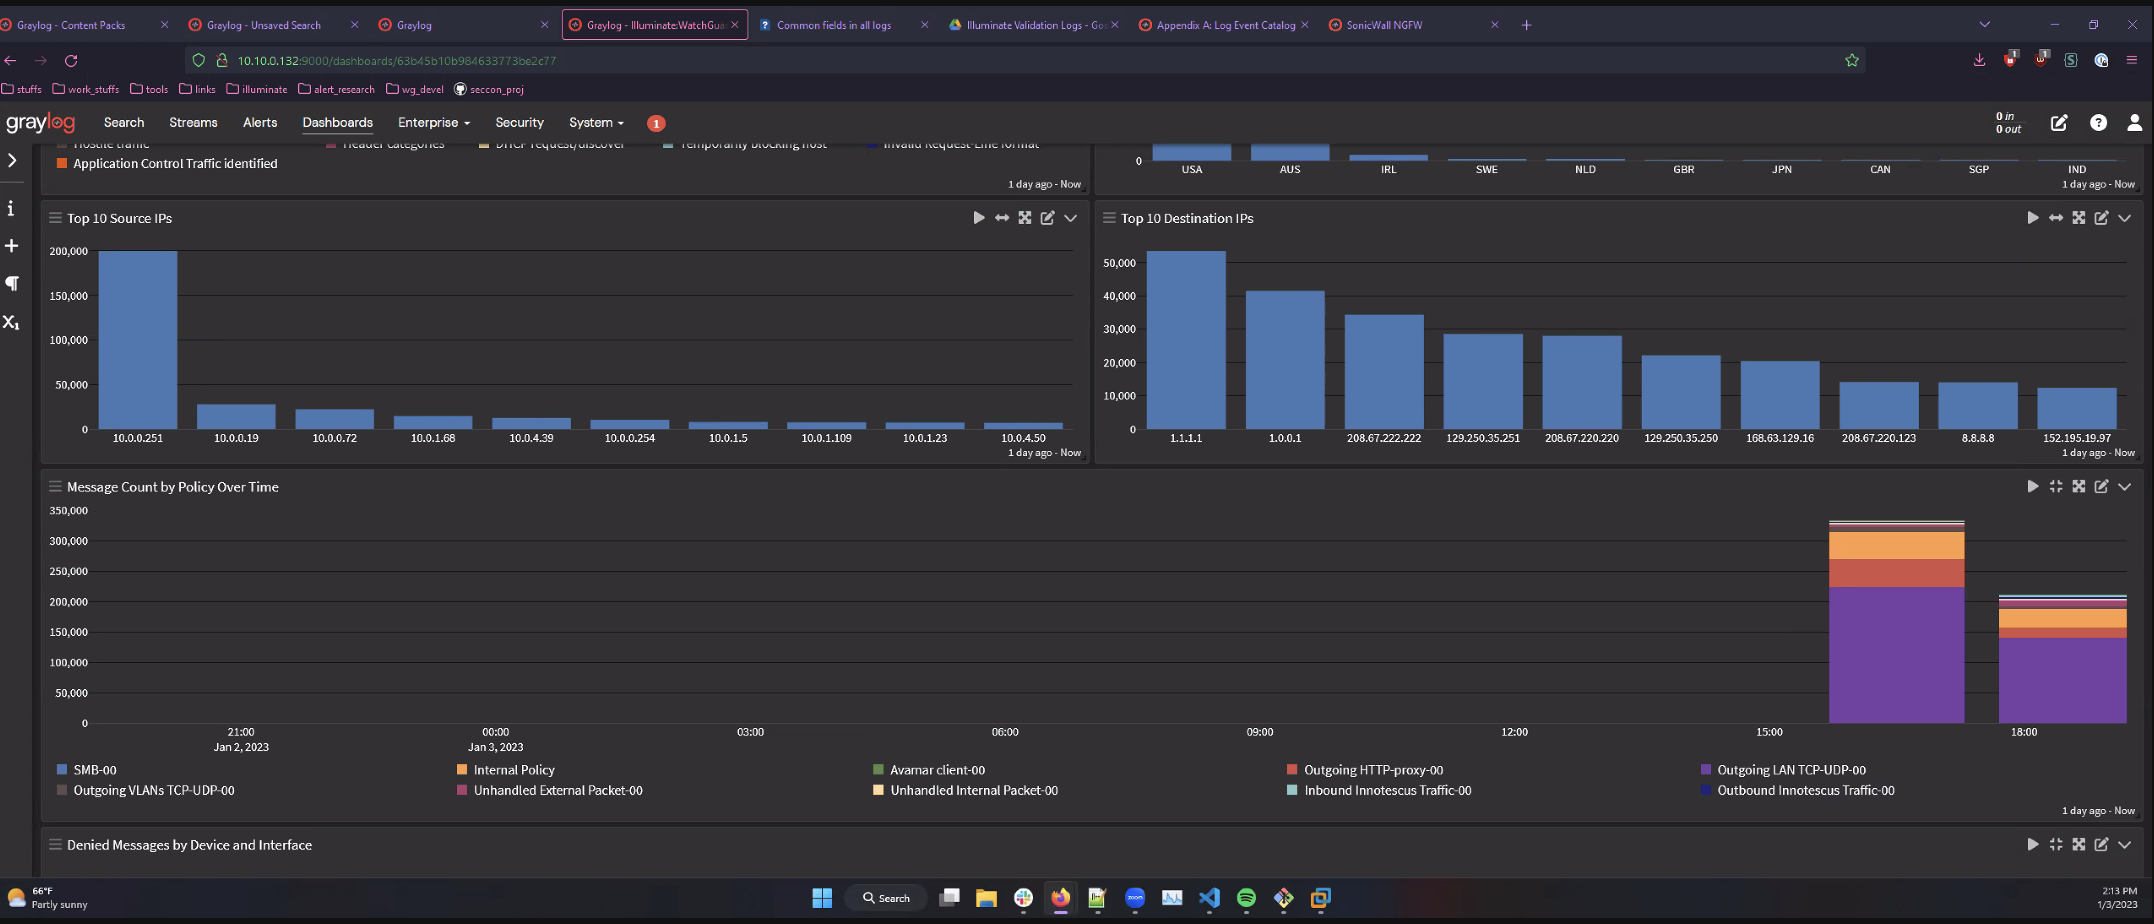 Graylog - Content Packs
Graylog - Unsaved Search
Graylog
Graylog - Illuminate:WatchGua
Common fields in all logs
Illuminate Validation Logs - Go
Appendix A: Log Event Catalog
SonicWall NGFW
10.10.0.132:9000/dashboards/63b45b10b984633773be2c77
1
1
stuffs
work_stuffs
tools
links
illuminate
alert_research
wg_devel
seccon_proj
graylog
Search
Streams
Alerts
Dashboards
Enterprise
Security
System
1
0 in
0 out
Hostile traffic
Header categories
DHCP request/discover
Temporarily blocking host
Invalid Request-Line format
Application Control Traffic identified
1 day ago - Now
0
USA AUS IRL SWE NLD GBR JPN CAN SGP IND
1 day ago - Now
Top 10 Source IPs
200,000
150,000
100,000
50,000
0
10.0.0.251 10.0.0.19 10.0.0.72 10.0.1.68 10.0.4.39 10.0.0.254 10.0.1.5 10.0.1.109 10.0.1.23 10.0.4.50
1 day ago - Now
Top 10 Destination IPs
50,000
40,000
30,000
20,000
10,000
0
1.1.1.1 1.0.0.1 208.67.222.222 129.250.35.251 208.67.220.220 129.250.35.250 168.63.129.16 208.67.220.123 8.8.8.8 152.195.19.97
1 day ago - Now
Message Count by Policy Over Time
350,000
300,000
250,000
200,000
150,000
100,000
50,000
0
21:00 00:00 03:00 06:00 09:00 12:00 15:00 18:00
Jan 2, 2023 Jan 3, 2023
SMB-00 Internal Policy Avamar client-00 Outgoing HTTP-proxy-00 Outgoing LAN TCP-UDP-00
Outgoing VLANs TCP-UDP-00 Unhandled External Packet-00 Unhandled Internal Packet-00 Inbound Innotescus Traffic-00 Outbound Innotescus Traffic-00
1 day ago - Now
Denied Messages by Device and Interface
66°F
Partly sunny
Search
zoom
2:13 PM
1/3/2023